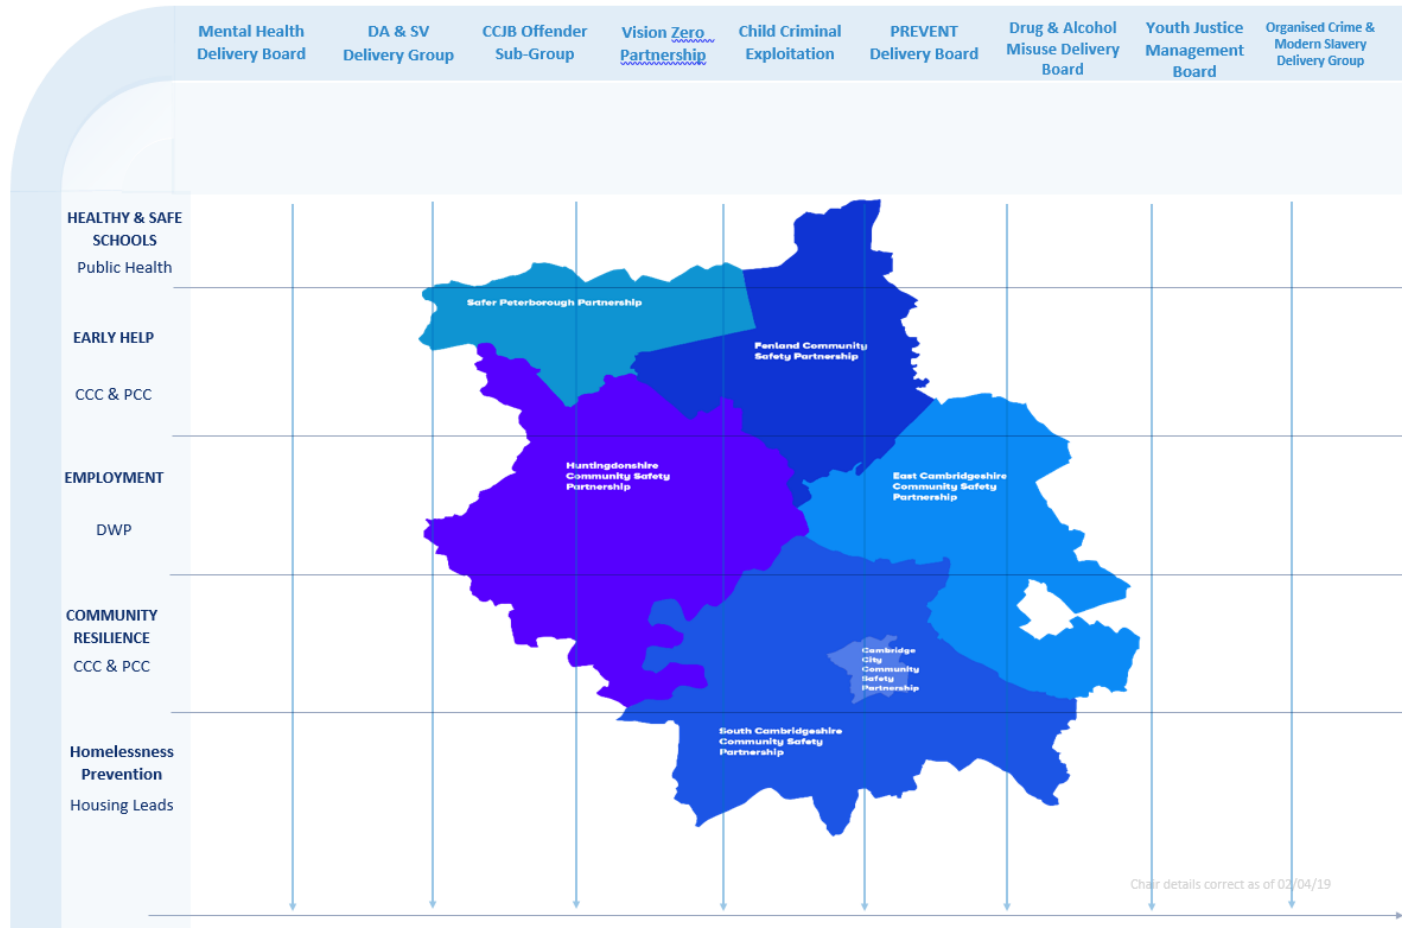 Mental Health
Delivery Board
DA & SV
Delivery Group
CCJB Offender
Sub-Group
Vision Zero
Partnership
Child Criminal
Exploitation
PREVENT
Delivery Board
Drug & Alcohol
Misuse Delivery
Board
Youth Justice
Management
Board
Organised Crime &
Modern Slavery
Delivery Group
HEALTHY & SAFE
SCHOOLS
Public Health
EARLY HELP
CCC & PCC
EMPLOYMENT
DWP
COMMUNITY
RESILIENCE
CCC & PCC
Homelessness
Prevention
Housing Leads
Safer Peterborough Partnership
Fenland Community
Safety Partnership
Huntingdonshire
Community Safety
Partnership
East Cambridgeshire
Community Safety
Partnership
Cambridge
City
Community
Safety
Partnership
South Cambridgeshire
Community Safety
Partnership
Chair details correct as of 02/04/19